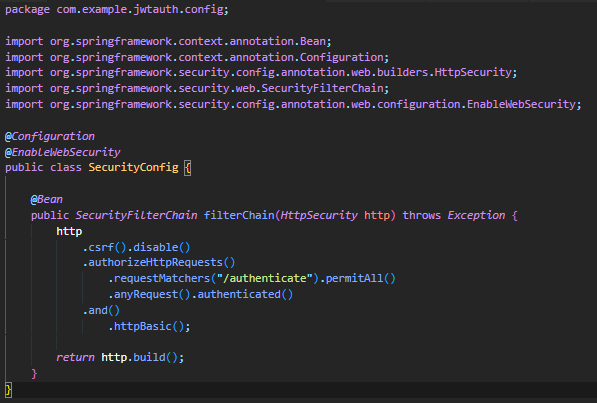 package com.example.jwtauth.config;
import org.springframework.context.annotation.Bean;
import org.springframework.context.annotation.Configuration;
import org.springframework.security.config.annotation.web.builders.HttpSecurity;
import org.springframework.security.web.SecurityFilterChain;
import org.springframework.security.config.annotation.web.configuration.EnableWebSecurity;
@Configuration
@EnableWebSecurity
public class SecurityConfig {
@Bean
public SecurityFilterChain filterChain(HttpSecurity http) throws Exception {
http
.csrf().disable()
.authorizeHttpRequests()
.requestMatchers("/authenticate").permitAll()
.anyRequest().authenticated()
.and()
.httpBasic();
return http.build();
}
}